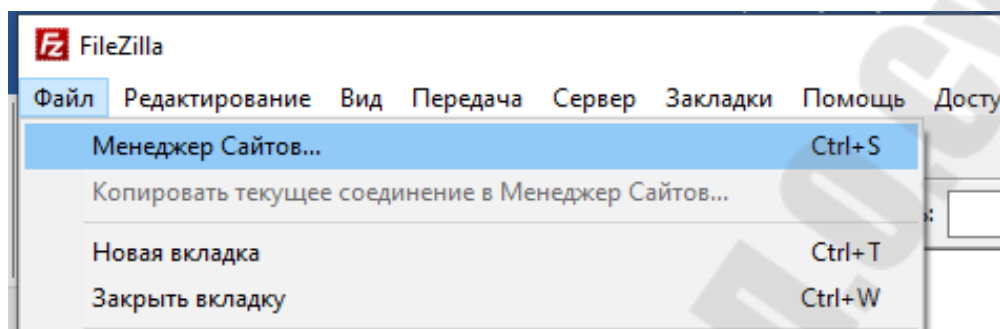 FileZilla
Файл Редактирование Вид Передача Сервер Закладки Помощь Досту
Менеджер Сайтов... Ctrl+S
Копировать текущее соединение в Менеджер Сайтов...
Новая вкладка Ctrl+T
Закрыть вкладку Ctrl+W